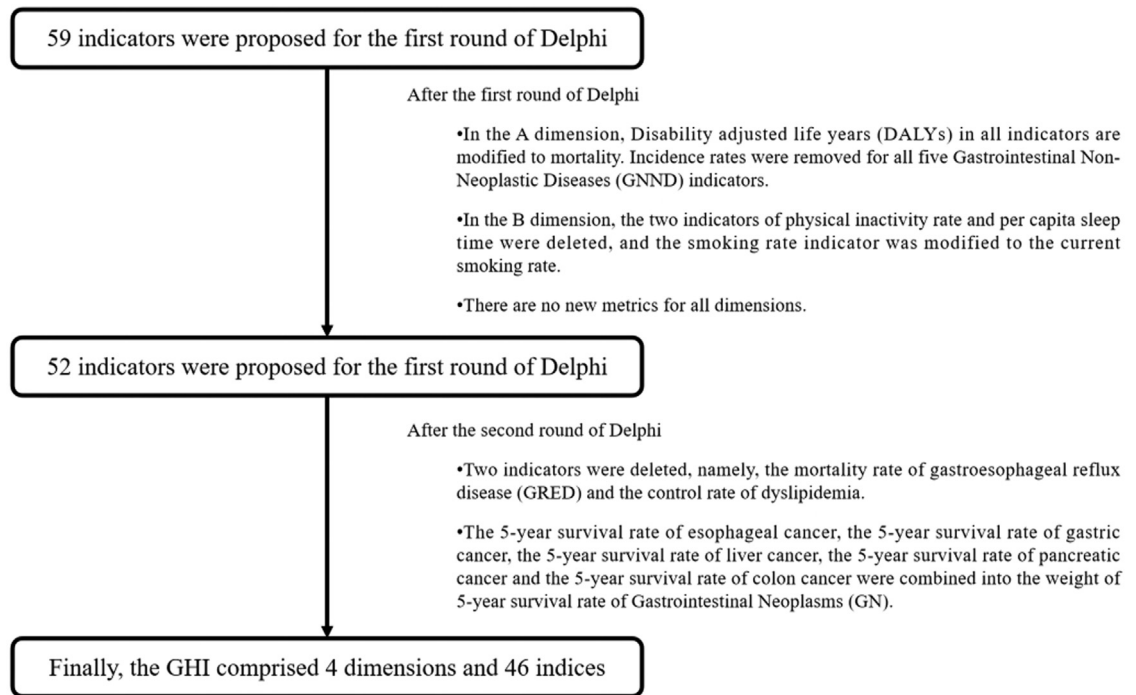 59 indicators were proposed for the first round of Delphi
After the first round of Delphi
•In the A dimension, Disability adjusted life years (DALYs) in all indicators are
modified to mortality. Incidence rates were removed for all five Gastrointestinal Non-
Neoplastic Diseases (GNND) indicators.
•In the B dimension, the two indicators of physical inactivity rate and per capita sleep
time were deleted, and the smoking rate indicator was modified to the current
smoking rate.
•There are no new metrics for all dimensions.
52 indicators were proposed for the first round of Delphi
After the second round of Delphi
•Two indicators were deleted, namely, the mortality rate of gastroesophageal reflux
disease (GRED) and the control rate of dyslipidemia.
•The 5-year survival rate of esophageal cancer, the 5-year survival rate of gastric
cancer, the 5-year survival rate of liver cancer, the 5-year survival rate of pancreatic
cancer and the 5-year survival rate of colon cancer were combined into the weight of
5-year survival rate of Gastrointestinal Neoplasms (GN).
Finally, the GHI comprised 4 dimensions and 46 indices